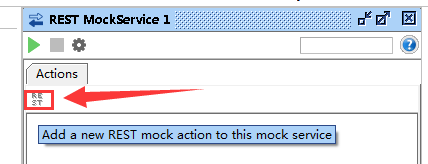 REST MockService 1
?
Actions
RE
ST
Add a new REST mock action to this mock service